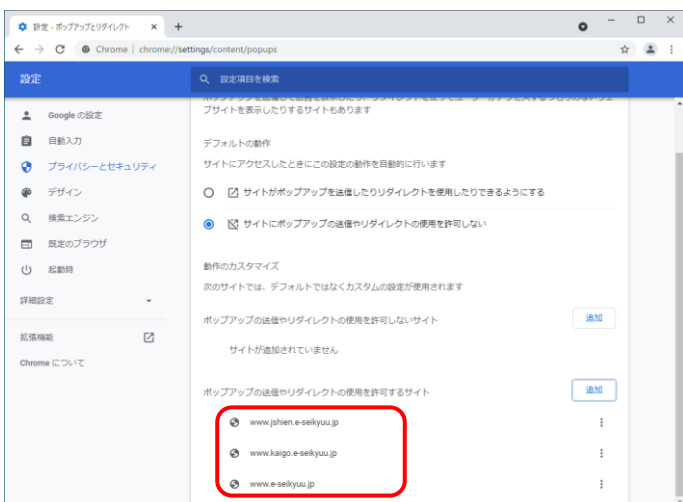 設定 - ポップアップとリダイレクト
Chrome | chrome://settings/content/popups
設定
設定項目を検索
Google の設定
自動入力
プライバシーとセキュリティ
デザイン
検索エンジン
既定のブラウザ
起動時
詳細設定
拡張機能
Chrome について
ブサイトを表示したりするサイトもあります
デフォルトの動作
サイトにアクセスしたときにこの設定の動作を自動的に行います
サイトがポップアップを送信したりリダイレクトを使用したりできるようにする
サイトにポップアップの送信やリダイレクトの使用を許可しない
動作のカスタマイズ
次のサイトでは、デフォルトではなくカスタムの設定が使用されます
ポップアップの送信やリダイレクトの使用を許可しないサイト
追加
サイトが追加されていません
ポップアップの送信やリダイレクトの使用を許可するサイト
追加
www.jshien.e-seikyuu.jp
www.kaigo.e-seikyuu.jp
www.e-seikyuu.jp